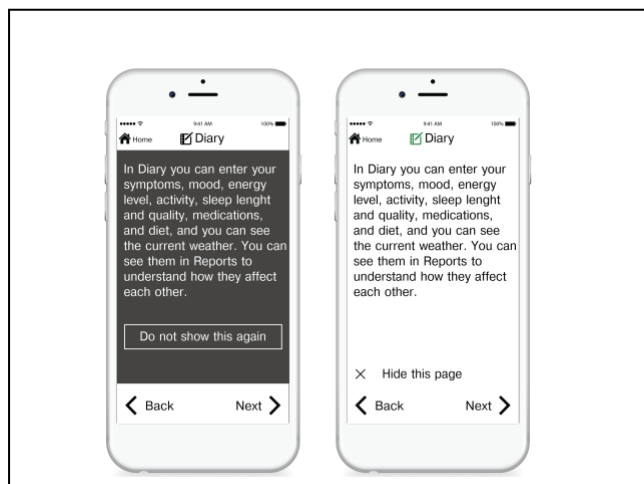 9:41 AM 100%
Home Diary
In Diary you can enter your
symptoms, mood, energy
level, activity, sleep lenght
and quality, medications,
and diet, and you can see
the current weather. You can
see them in Reports to
understand how they affect
each other.
Do not show this again
Back Next
9:41 AM 100%
Home Diary
In Diary you can enter your
symptoms, mood, energy
level, activity, sleep lenght
and quality, medications,
and diet, and you can see
the current weather. You can
see them in Reports to
understand how they affect
each other.
Hide this page
Back Next